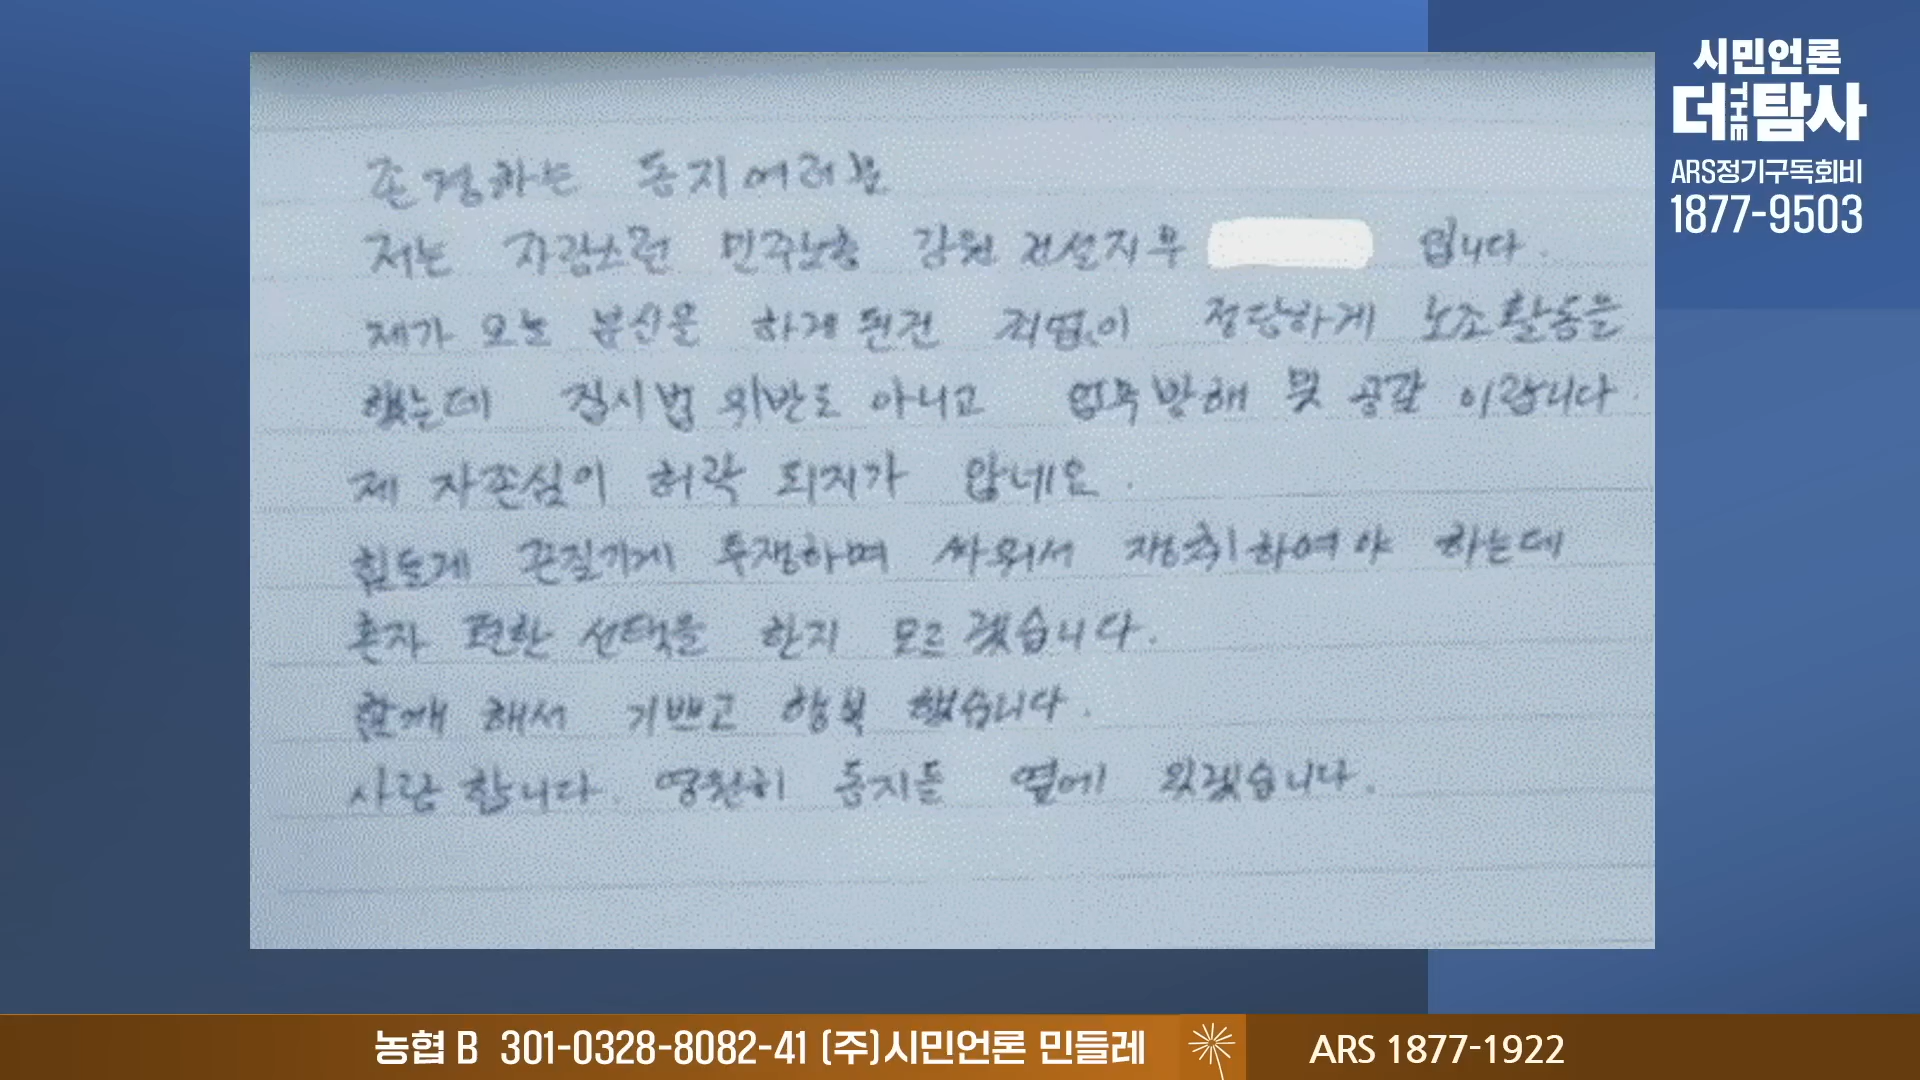 존경하는 동지여러분
저는 자랑스런 민주노총 강원 건설지부 입니다.
제가 오늘 분신을 하게 된건 죄없이 정당하게 노조활동을
했는데 집시법 위반도 아니고 업무방해 및 공갈 이랍니다
제 자존심이 허락 되지가 않네요.
힘들게 끈질기게 투쟁하며 싸워서 쟁취하여야 하는데
혼자 편한 선택을 한지 모르겠습니다.
함께 해서 기쁘고 행복 했습니다.
사랑합니다. 영원히 동지들 옆에 있겠습니다.
시민언론
더THE탐사
ARS정기구독회비
1877-9503
농협 B 301-0328-8082-41 (주)시민언론 민들레
ARS 1877-1922